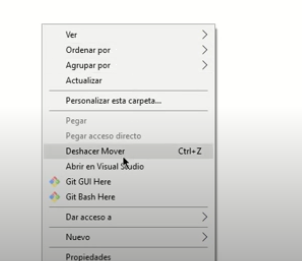 Ver
Ordenar por
Agrupar por
Actualizar
Personalizar esta carpeta...
Pegar
Pegar acceso directo
Deshacer Mover Ctrl+Z
Abrir en Visual Studio
Git GUI Here
Git Bash Here
Dar acceso a
Nuevo
Propiedades